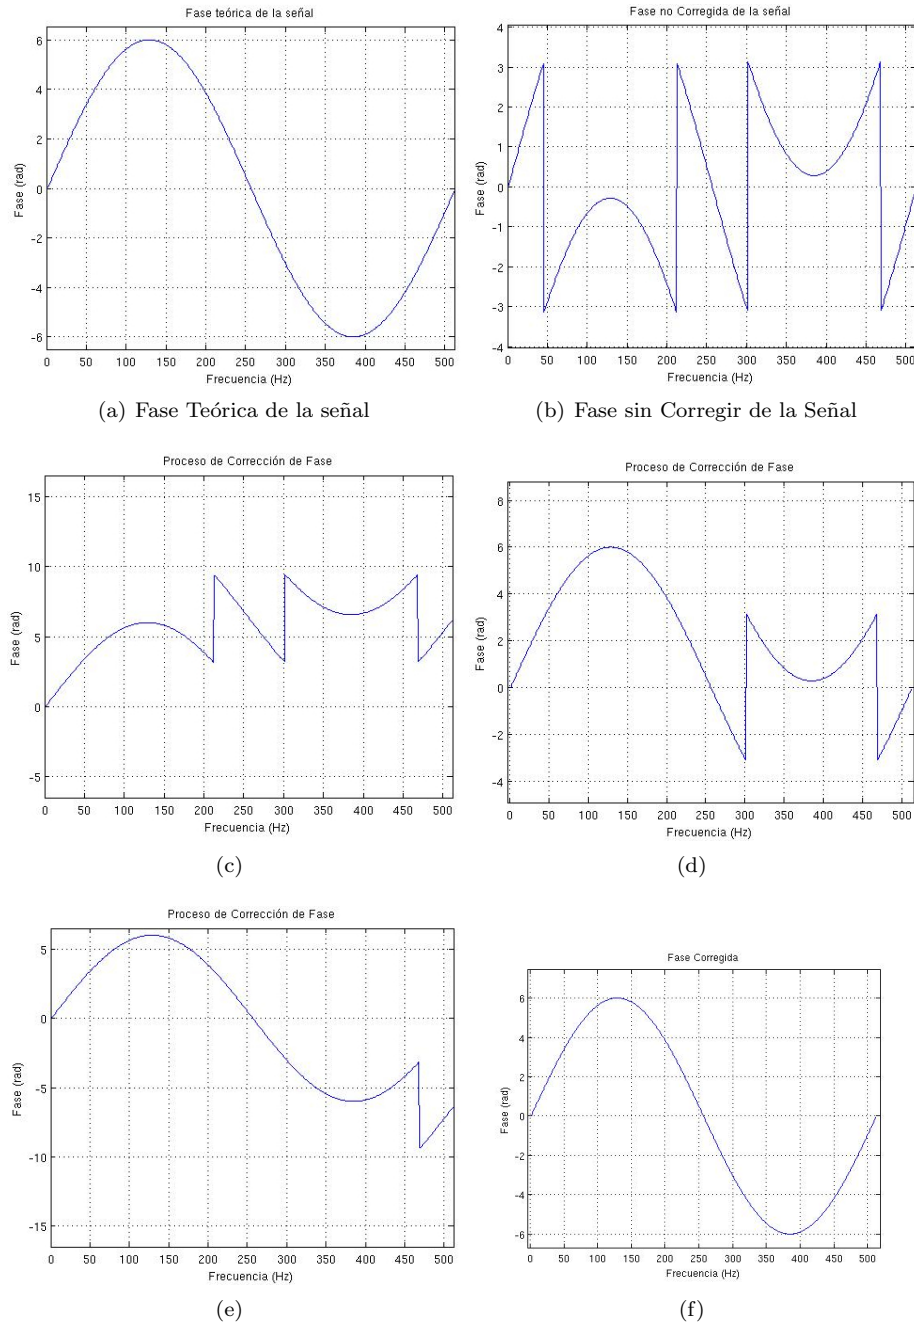 Fase teórica de la señal
6
4
2
0
-2
-4
-6
Fase (rad)
0 50 100 150 200 250 300 350 400 450 500
Frecuencia (Hz)
(a) Fase Teórica de la señal
Fase no Corregida de la señal
4
3
2
1
0
-1
-2
-3
-4
Fase (rad)
0 50 100 150 200 250 300 350 400 450 500
Frecuencia (Hz)
(b) Fase sin Corregir de la Señal
Proceso de Corrección de Fase
15
10
5
0
-5
Fase (rad)
0 50 100 150 200 250 300 350 400 450 500
Frecuencia (Hz)
(c)
Proceso de Corrección de Fase
8
6
4
2
0
-2
-4
Fase (rad)
0 50 100 150 200 250 300 350 400 450 500
Frecuencia (Hz)
(d)
Proceso de Corrección de Fase
5
0
-5
-10
-15
Fase (rad)
0 50 100 150 200 250 300 350 400 450 500
Frecuencia (Hz)
(e)
Fase Corregida
6
4
2
0
-2
-4
-6
Fase (rad)
0 50 100 150 200 250 300 350 400 450 500
Frecuencia (Hz)
(f)